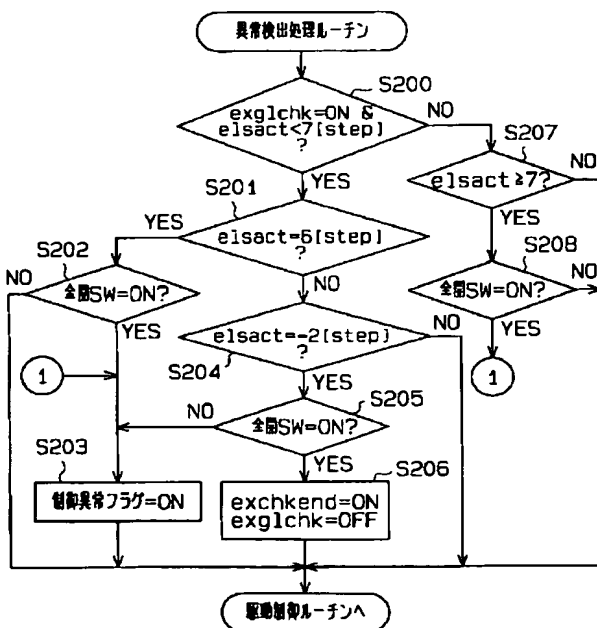 異常検出処理ルーチン
S200
exglchk=ON &
elsact<7[step]
?
NO
YES
S207
elsact≧7?
NO
YES
S201
elsact=6[step]
?
YES
NO
S202
全閉SW=ON?
NO
YES
S208
全閉SW=ON?
NO
YES
1
1
elsact=-2[step]
?
S204
NO
YES
S205
全閉SW=ON?
NO
YES
S203
制御異常フラグ=ON
S206
exchkend=ON
exglchk=OFF
駆動制御ルーチンへ